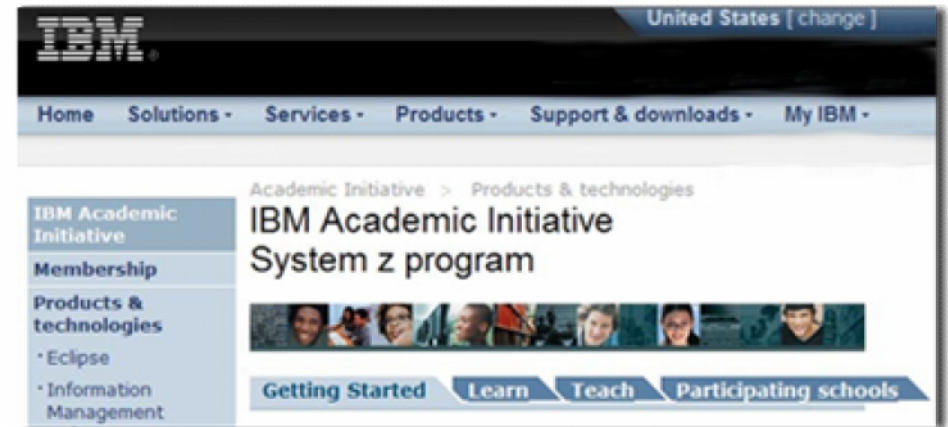 United States [ change ]
IBM.
Home Solutions Services Products Support & downloads My IBM
Academic Initiative > Products & technologies
IBM Academic Initiative
System z program
IBM Academic
Initiative
Membership
Products &
technologies
· Eclipse
· Information
Management
Getting Started Learn Teach Participating schools